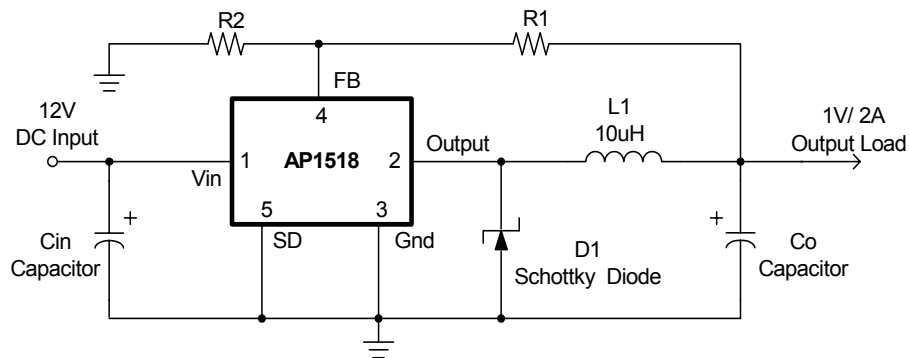 R2
R1
FB
12V
DC Input
4
L1
10uH
1V/ 2A
Output Load
1
AP1518
2
Output
Vin
5
3
SD
Gnd
+
Cin
Capacitor
D1
Schottky Diode
+
Co
Capacitor